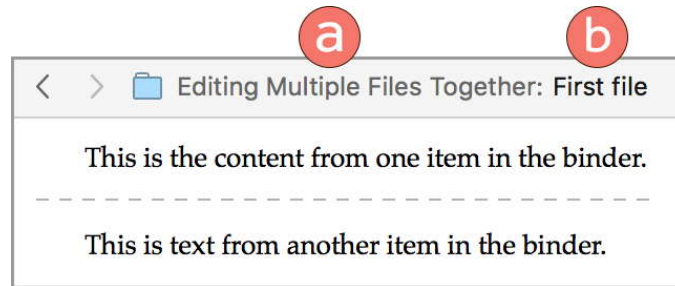 a b
Editing Multiple Files Together: First file
This is the content from one item in the binder.
This is text from another item in the binder.